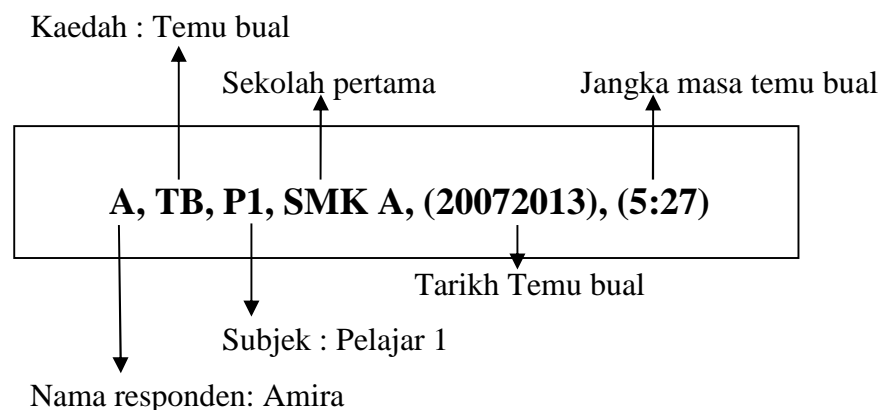 Kaedah : Temu bual
Sekolah pertama
Jangka masa temu bual
A, TB, P1, SMK A, (20072013), (5:27)
Tarikh Temu bual
Subjek : Pelajar 1
Nama responden: Amira